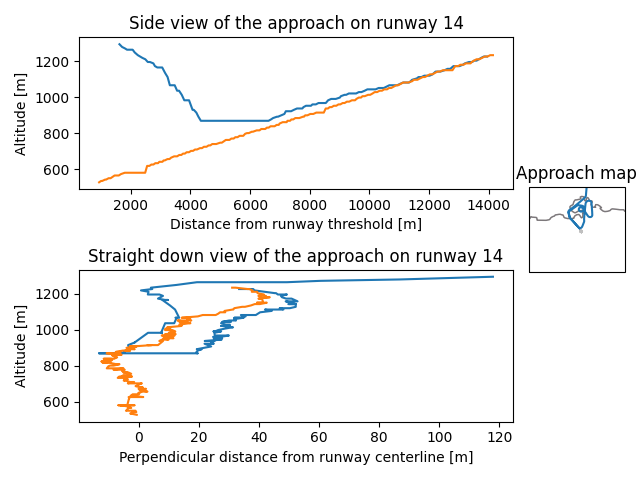 Side view of the approach on runway 14
Altitude [m]
1200
1000
800
600
2000 4000 6000 8000 10000 12000 14000
Distance from runway threshold [m]
Approach map
Straight down view of the approach on runway 14
Altitude [m]
1200
1000
800
600
0 20 40 60 80 100 120
Perpendicular distance from runway centerline [m]